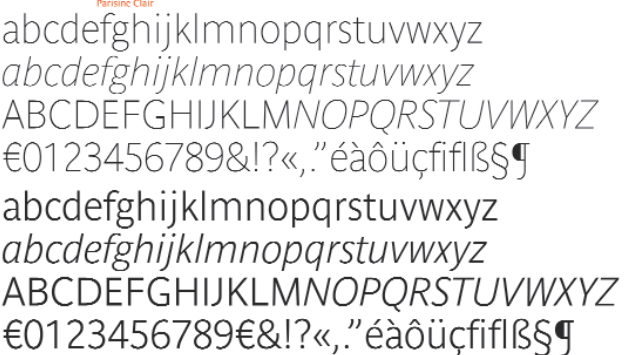 Parisine Clair
abcdefghijklmnopqrstuvwxyz
abcdefghijklmnopqrstuvwxyz
ABCDEFGHIJKLMNOPQRSTUVWXYZ
€0123456789&!?«,.”éàôüçfiflß§¶
abcdefghijklmnopqrstuvwxyz
abcdefghijklmnopqrstuvwxyz
ABCDEFGHIJKLMNOPQRSTUVWXYZ
€0123456789€&!?«,.”éàôüçfiflß§¶